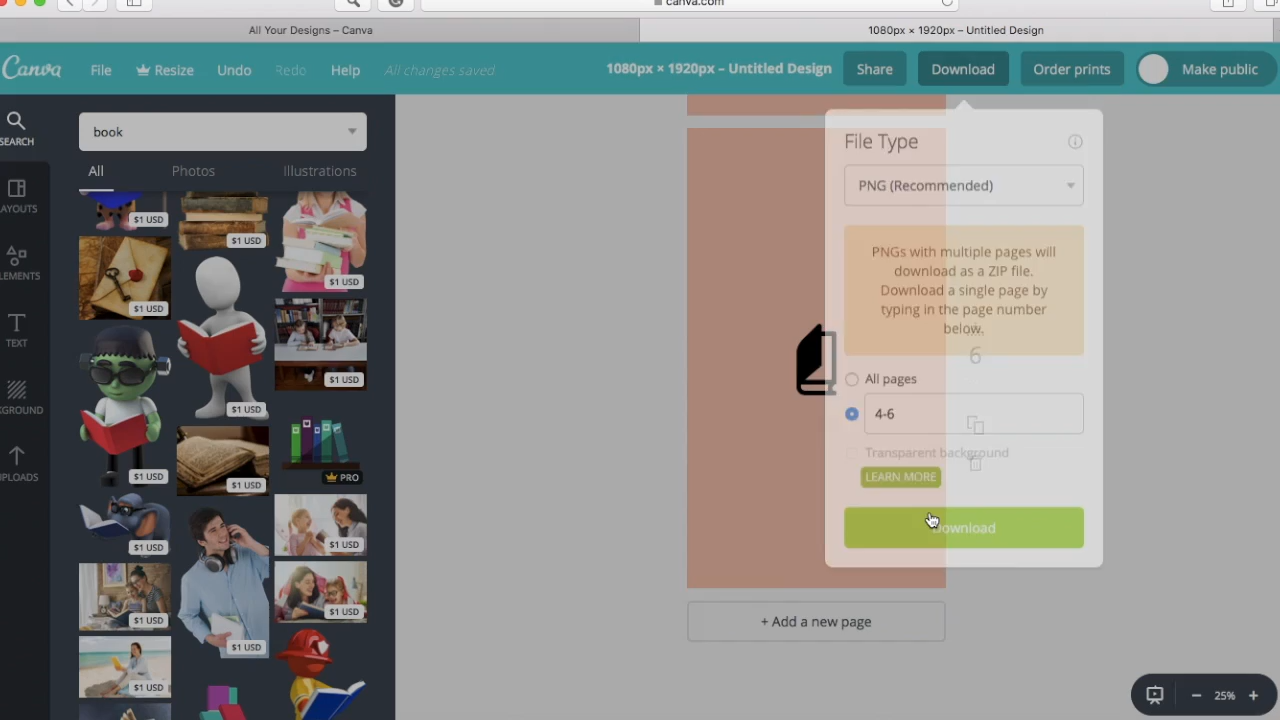 canva.com
All Your Designs – Canva
1080px × 1920px – Untitled Design
Canva
File
Resize
Undo
Redo
Help
All changes saved
1080px × 1920px – Untitled Design
Share
Download
Order prints
Make public
SEARCH
LAYOUTS
LEMENTS
TEXT
KGROUND
UPLOADS
book
All
Photos
Illustrations
$1 USD
$1 USD
$1 USD
$1 USD
$1 USD
$1 USD
$1 USD
$1 USD
$1 USD
PRO
$1 USD
$1 USD
$1 USD
$1 USD
$1 USD
$1 USD
File Type
PNG (Recommended)
PNGs with multiple pages will
download as a ZIP file.
Download a single page by
typing in the page number
below.
6
All pages
4-6
Transparent background
LEARN MORE
Download
+ Add a new page
25%